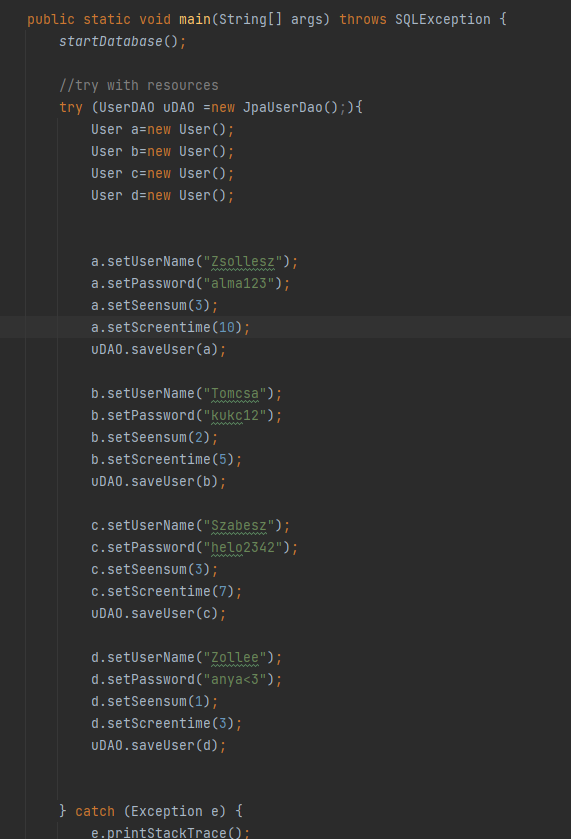 public static void main(String[] args) throws SQLException {
startDatabase();
//try with resources
try (UserDAO uDAO =new JpaUserDao();){
User a=new User();
User b=new User();
User c=new User();
User d=new User();
a.setUserName("Zsollesz");
a.setPassword("alma123");
a.setSeensum(3);
a.setScreentime(10);
uDAO.saveUser(a);
b.setUserName("Tomcsa");
b.setPassword("kukc12");
b.setSeensum(2);
b.setScreentime(5);
uDAO.saveUser(b);
c.setUserName("Szabesz");
c.setPassword("helo2342");
c.setSeensum(3);
c.setScreentime(7);
uDAO.saveUser(c);
d.setUserName("Zollee");
d.setPassword("anya<3");
d.setSeensum(1);
d.setScreentime(3);
uDAO.saveUser(d);
} catch (Exception e) {
e.printStackTrace();